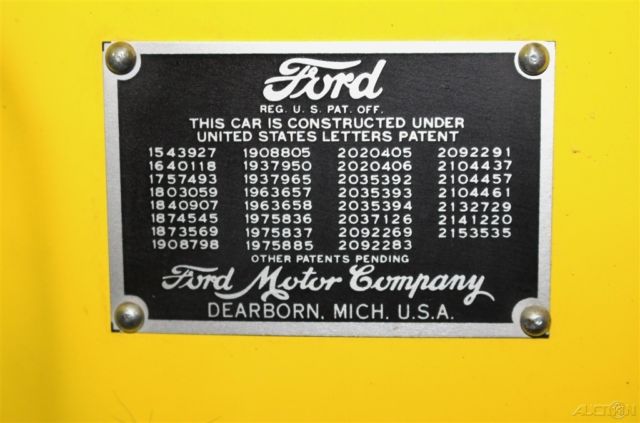 Ford
REG. U. S. PAT. OFF.
THIS CAR IS CONSTRUCTED UNDER
UNITED STATES LETTERS PATENT
1543927 1908805 2020405 2092291
1640118 1937950 2020406 2104437
1757493 1937965 2035392 2104457
1803059 1963657 2035393 2104461
1840907 1963658 2035394 2132729
1874545 1975836 2037126 2141220
1873569 1975837 2092269 2153535
1908798 1975885 2092283
OTHER PATENTS PENDING
Ford Motor Company
DEARBORN, MICH. U.S.A.